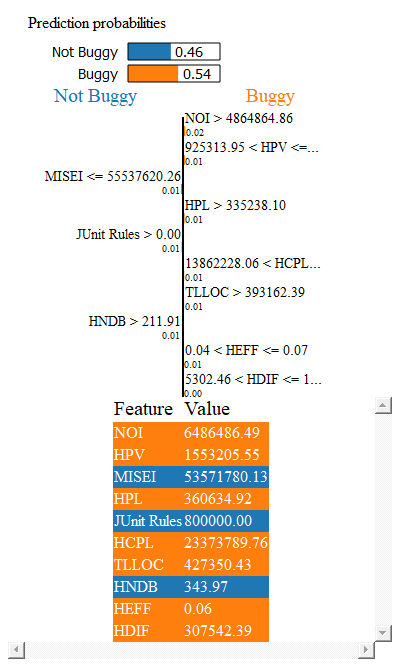 Prediction probabilities
Not Buggy 0.46
Buggy 0.54
Not Buggy Buggy
NOI > 4864864.86
0.02
925313.95 < HPV <=...
0.01
MISEI <= 55537620.26
0.01
HPL > 335238.10
0.01
JUnit Rules > 0.00
0.01
13862228.06 < HCPL...
0.01
TLLOC > 393162.39
0.01
HNDB > 211.91
0.01
0.04 < HEFF <= 0.07
0.01
5302.46 < HDIF <= 1...
0.00
Feature Value
NOI 6486486.49
HPV 1553205.55
MISEI 53571780.13
HPL 360634.92
JUnit Rules 800000.00
HCPL 23373789.76
TLLOC 427350.43
HNDB 343.97
HEFF 0.06
HDIF 307542.39